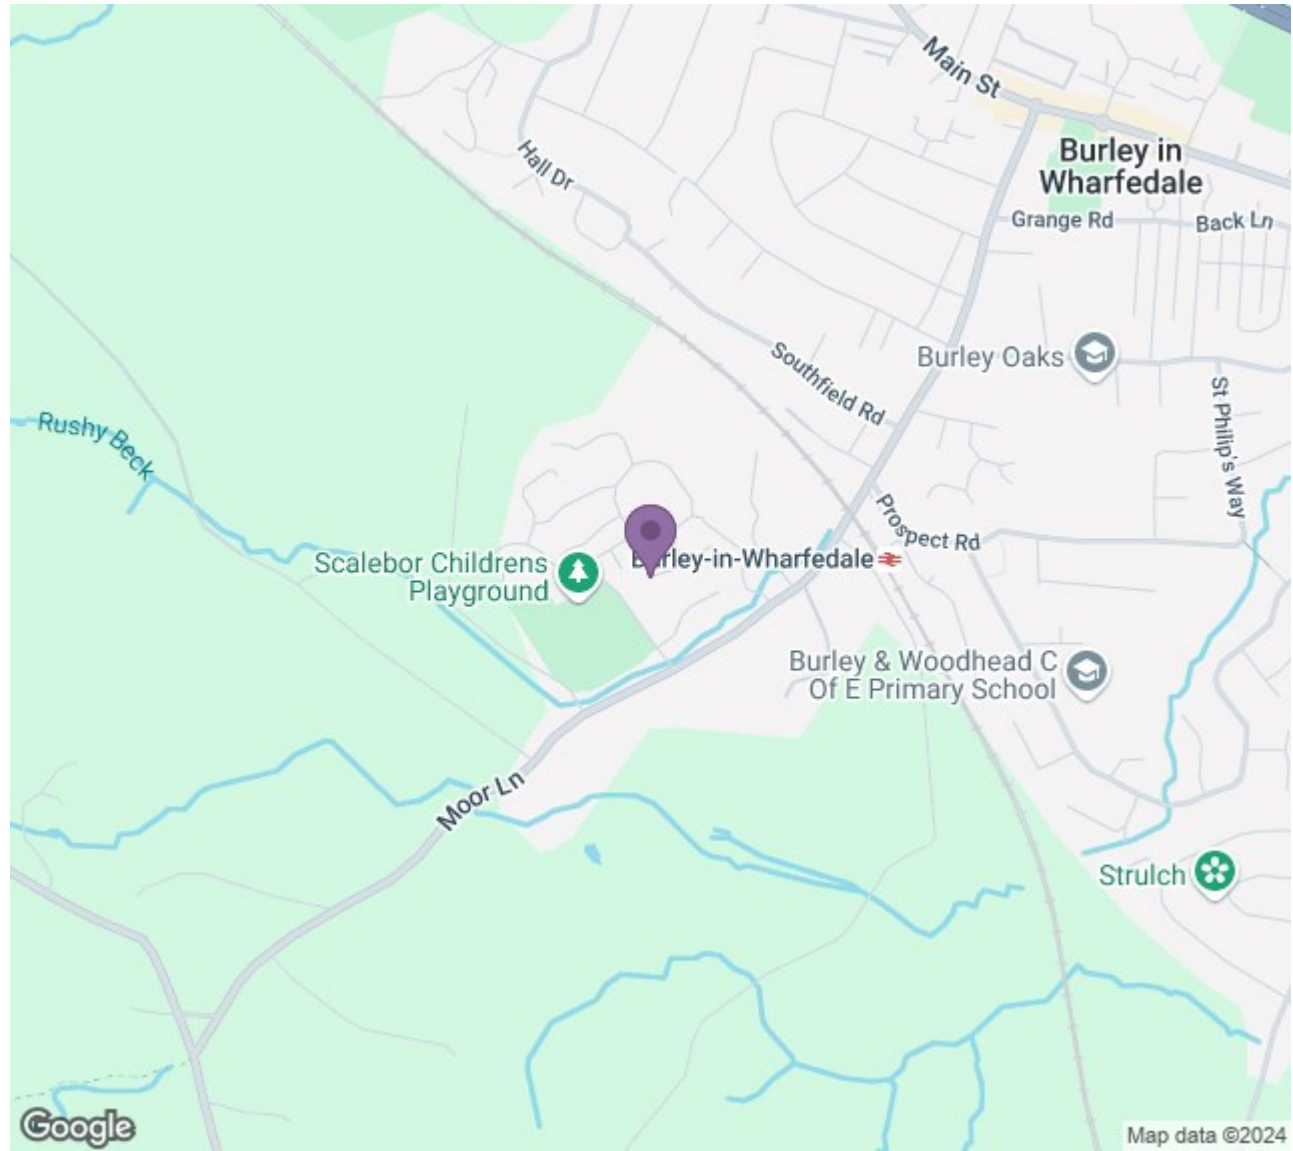 Main St
Burley in
Wharfedale
Hall Dr
Grange Rd
Back Ln
Burley Oaks
Southfield Rd
St Philip's Way
Rushy Beck
Prospect Rd
Scalebor Childrens
Playground
Burley-in-Wharfedale
Burley & Woodhead C
Of E Primary School
Moor Ln
Strulch
Google
Map data ©2024